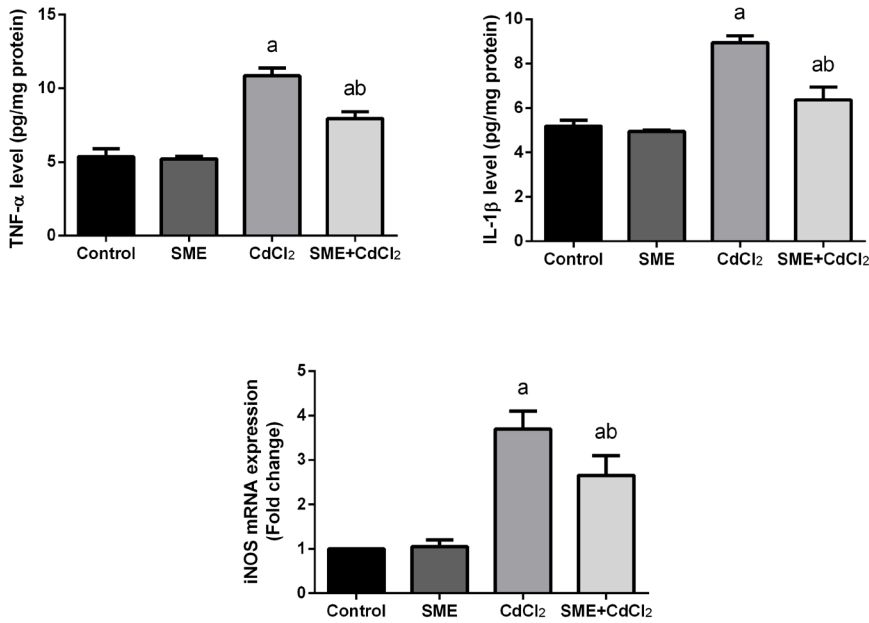 TNF-α level (pg/mg protein)
15
10
5
0
a
ab
Control SME CdCl₂ SME+CdCl₂
IL-1β level (pg/mg protein)
10
8
6
4
2
0
a
ab
Control SME CdCl₂ SME+CdCl₂
iNOS mRNA expression
(Fold change)
5
4
3
2
1
0
a
ab
Control SME CdCl₂ SME+CdCl₂